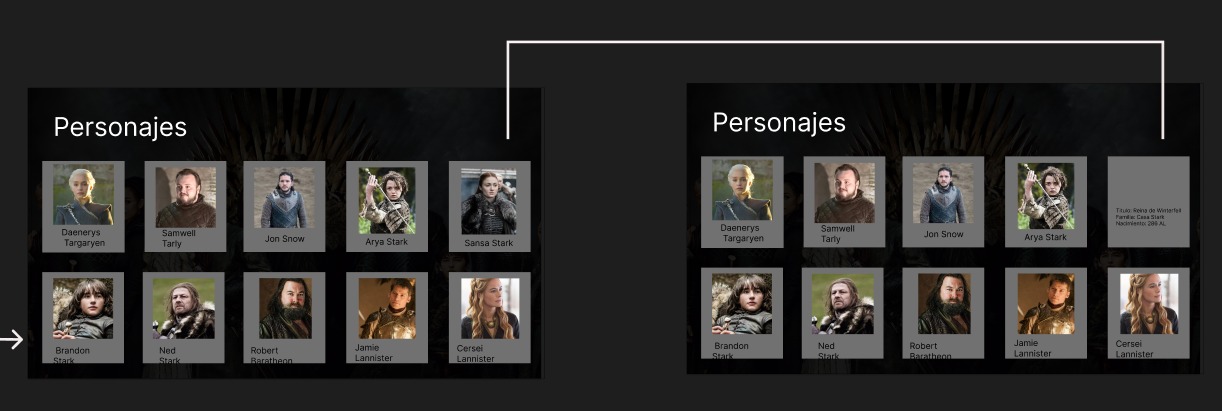 Personajes
Daenerys
Targaryen
Samwell
Tarly
Jon Snow
Arya Stark
Sansa Stark
Brandon
Stark
Ned
Stark
Robert
Baratheon
Jamie
Lannister
Cersei
Lannister
Personajes
Daenerys
Targaryen
Samwell
Tarly
Jon Snow
Arya Stark
Título: Reina de Winterfell
Familia: Casa Stark
Nacimiento: 286 AL
Brandon
Stark
Ned
Stark
Robert
Baratheon
Jamie
Lannister
Cersei
Lannister